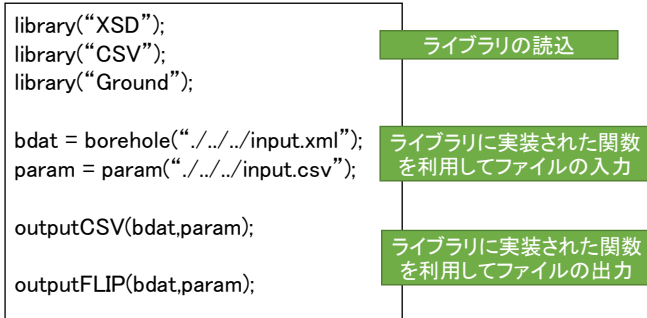 library(“XSD”);
library(“CSV”);
library(“Ground”);
ライブラリの読込
bdat = borehole(“./../../input.xml”);
param = param(“./../../input.csv”);
ライブラリに実装された関数
を利用してファイルの入力
outputCSV(bdat,param);
outputFLIP(bdat,param);
ライブラリに実装された関数
を利用してファイルの出力